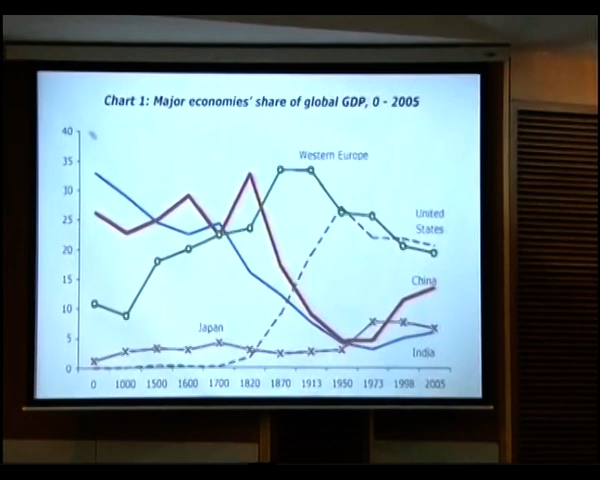 Chart 1: Major economies' share of global GDP, 0 - 2005
40
35
30
25
20
15
10
5
0
Western Europe
United
States
China
Japan
India
0 1000 1500 1600 1700 1820 1870 1913 1950 1973 1998 2005